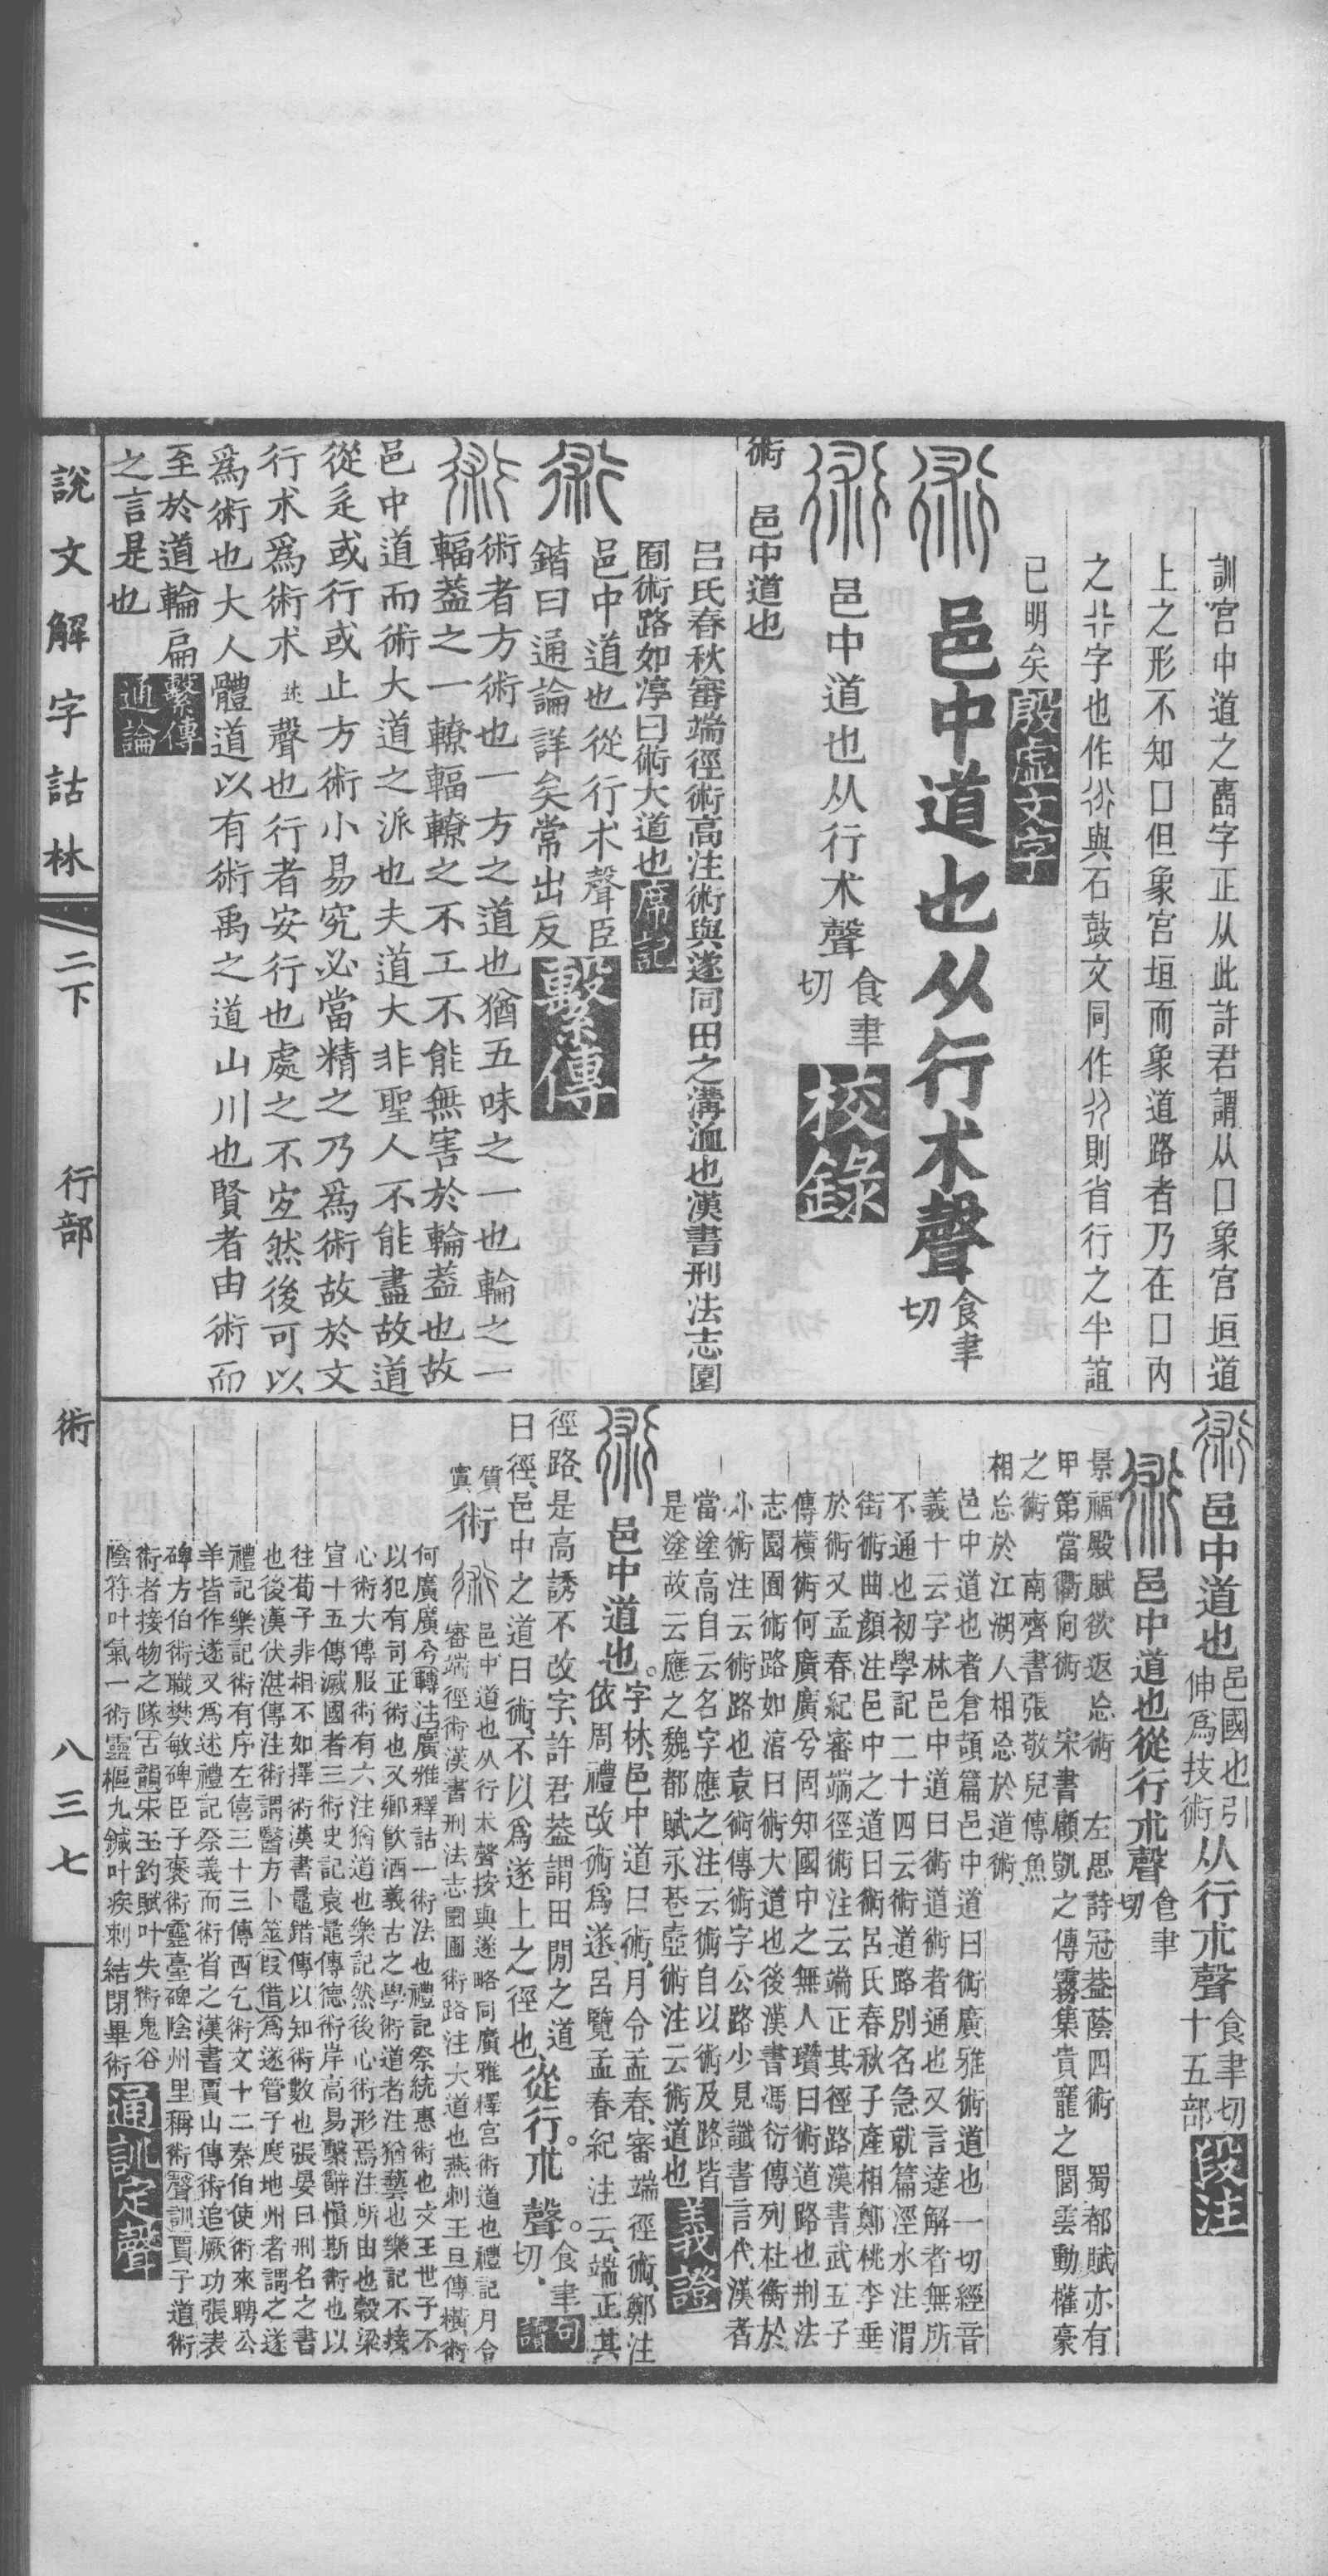 訓宮中道之𡆵字正从此許君謂从囗象宮垣道
上之形不知囗但象宮垣而象道路者乃在囗內
之字也作與石鼓文同作則省行之半誼
已明矣殷虛文字
邑中道也从行术聲食聿切
邑中道也从行术聲食聿切校錄
術 邑中道也
呂氏春秋審端徑術高注術與遂同田之溝洫也漢書刑法志園
囿術路如淳曰術大道也席記
邑中道也從行术聲臣
鍇曰通論詳矣常出反繫傳
術者方術也一方之道也猶五味之一也輪之一
輻蓋之一轑輻轑之不工不能無害於輪蓋也故
邑中道而術大道之派也夫道大非聖人不能盡故道
從辵或行或止方術小易究必當精之乃爲術故於文
行术爲術术聲也行者安行也處之不定然後可以
爲術也大人體道以有術禹之道山川也賢者由術而
至於道輪扁
之言是也繫傳通論
邑中道也邑國也引伸爲技術从行朮聲食聿切十五部段注
邑中道也從行朮聲食聿切
景福殿賦欲返忘術 左思詩冠蓋蔭四術 蜀都賦亦有
甲第當衢向術 宋書顧凱之傳霧集貴寵之閭雲動權豪
之術 南齊書張敬兒傳魚
相忘於江湖人相忘於道術
邑中道也者倉頡篇邑中道曰術廣雅術道也一切經音
義十云字林邑中道曰術道術者通也又言達解者無所
不通也初學記二十四云術道路別名急就篇涇水注渭
街術曲顏注邑中之道曰術呂氏春秋子產相鄭桃李垂
於術又孟春紀審端徑術注云端正其徑路漢書武五子
傳橫術何廣廣兮固知國中之無人瓚曰術道路也刑法
志園囿術路如淳曰術大道也後漢書馮衍傳列杜衡於
外術注云術路也袁術傳術字公路少見讖書言代漢者
當塗高自云名字應之注云術自以術及路皆
是塗故云應之魏都賦永巷壼術注云術道也義證
邑中道也。字林、邑中道曰術、月令孟春、審端徑術、鄭注
依周禮改術爲遂、呂覽孟春紀注云、端正其
徑路、是高誘不改字、許君蓋謂田閒之道
曰徑、邑中之道曰術、不以爲遂上之徑也、從行朮聲。食聿切。句讀
質寘術 邑中道也从行朮聲按與遂略同廣雅釋宮術道也禮記月令
審端徑術漢書刑法志園囿術路注大道也燕刺王旦傳橫術
何廣廣兮轉注廣雅釋詁一術法也禮記祭統惠術也文王世子不
以犯有司正術也又鄉飲酒義古之學術道者注猶藝也樂記不接
心術大傳服術有六注猶道也樂記然後心術形焉注所由也穀梁
宣十五傳滅國者三術史記袁鼂傳德術岸高易繫辭愼斯術也以
往荀子非相不如擇術漢書鼂錯傳以知術數也張晏曰刑名之書
也後漢伏湛傳注術謂醫方卜筮叚借爲遂管子度地州者謂之遂
禮記樂記術有序左僖三十三傳西乞術文十二秦伯使術來聘公
羊皆作遂又爲述禮記祭義而術省之漢書賈山傳術追厥功張表
碑方伯術職樊敏碑臣子褒術靈臺碑陰州里稱術聲訓賈子道術
術者接物之隊古韻宋玉釣賦叶失術鬼谷
陰符叶氣一術靈樞九鍼叶疾刺結閉畢術通訓定聲
說文解字詁林 二下 行部 術 八三七